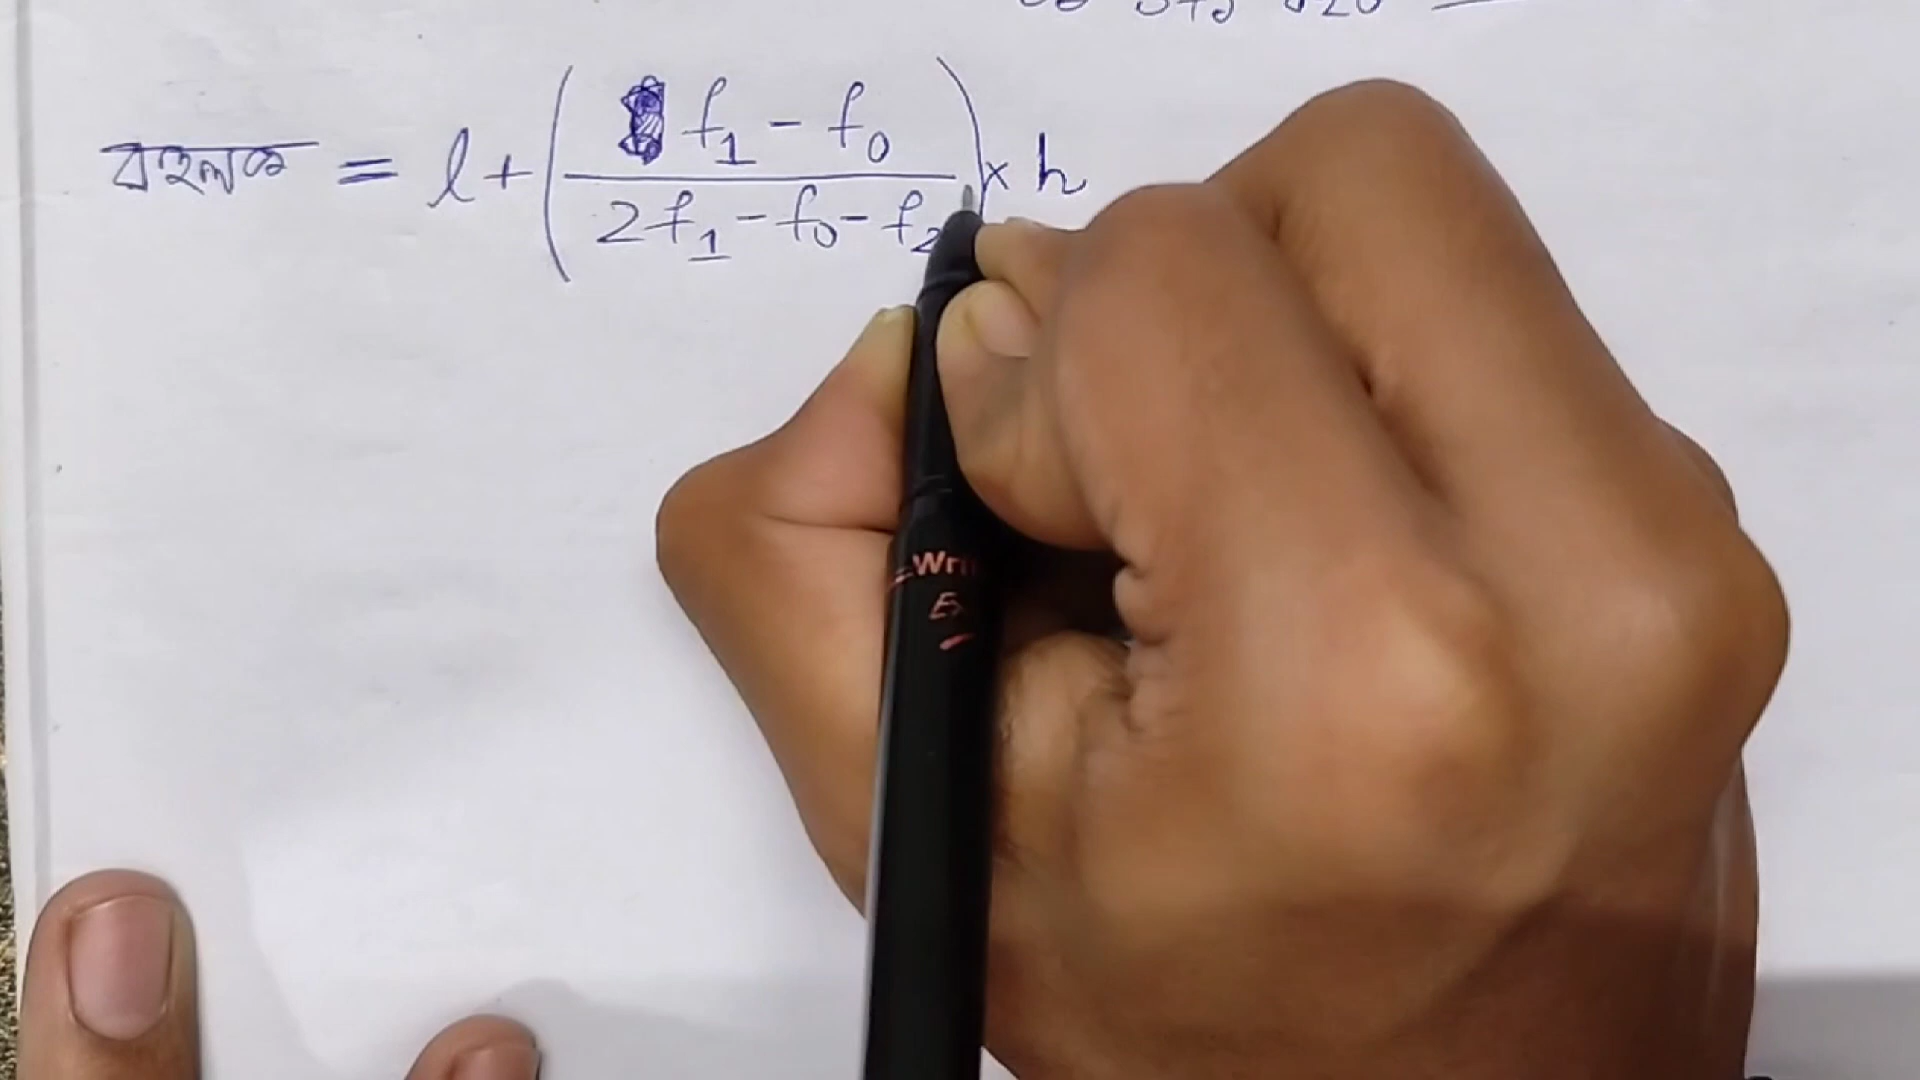 বহুলক = l + ( f₁ - f₀ / 2f₁ - f₀ - f₂ ) × h